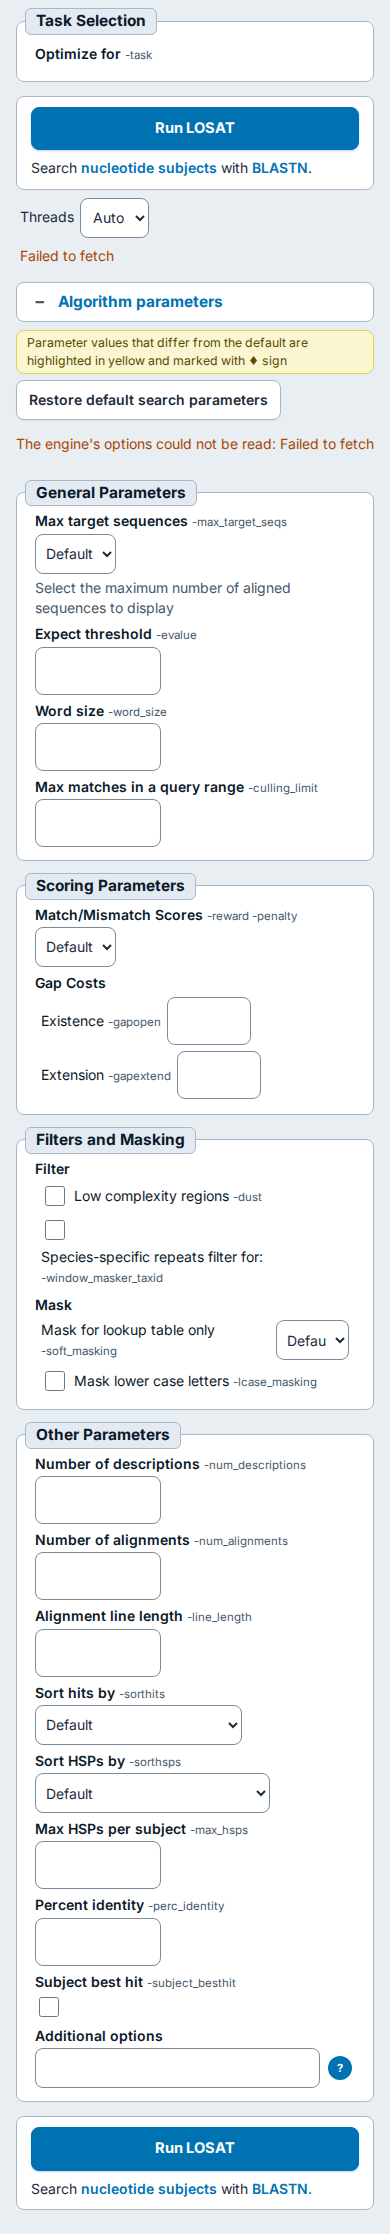 Task Selection
Optimize for -task
Run LOSAT
Search nucleotide subjects with BLASTN.
Threads Auto
Failed to fetch
− Algorithm parameters
Parameter values that differ from the default are
highlighted in yellow and marked with ♦ sign
Restore default search parameters
The engine's options could not be read: Failed to fetch
General Parameters
Max target sequences -max_target_seqs
Default
Select the maximum number of aligned
sequences to display
Expect threshold -evalue
Word size -word_size
Max matches in a query range -culling_limit
Scoring Parameters
Match/Mismatch Scores -reward -penalty
Default
Gap Costs
Existence -gapopen
Extension -gapextend
Filters and Masking
Filter
Low complexity regions -dust
Species-specific repeats filter for:
-window_masker_taxid
Mask
Mask for lookup table only
-soft_masking
Defau
Mask lower case letters -lcase_masking
Other Parameters
Number of descriptions -num_descriptions
Number of alignments -num_alignments
Alignment line length -line_length
Sort hits by -sorthits
Default
Sort HSPs by -sorthsps
Default
Max HSPs per subject -max_hsps
Percent identity -perc_identity
Subject best hit -subject_besthit
Additional options
?
Run LOSAT
Search nucleotide subjects with BLASTN.